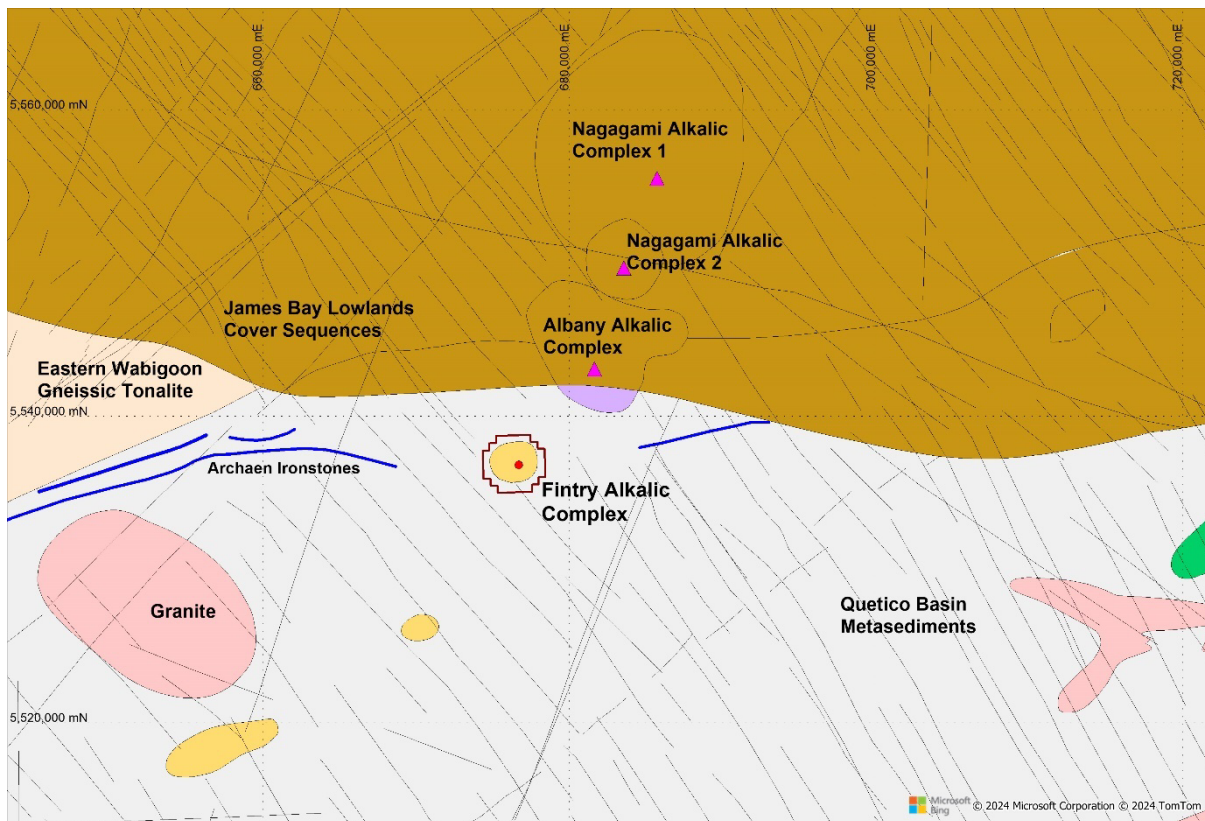 660,000 mE
680,000 mE
700,000 mE
720,000 mE
5,560,000 mN
Nagagami Alkalic
Complex 1
Nagagami Alkalic
Complex 2
James Bay Lowlands
Cover Sequences
Albany Alkalic
Complex
Eastern Wabigoon
Gneissic Tonalite
5,540,000 mN
Archaen Ironstones
Fintry Alkalic
Complex
Granite
Quetico Basin
Metasediments
5,520,000 mN
Microsoft
Bing
© 2024 Microsoft Corporation © 2024 TomTom